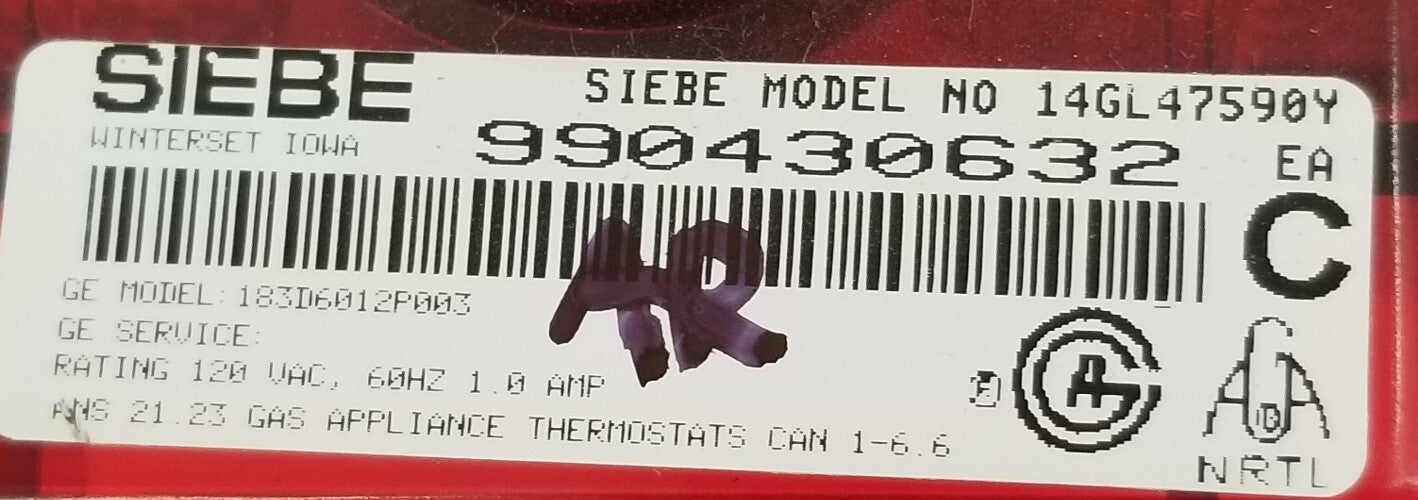 SIEBE
SIEBE MODEL NO 14GL47590Y
WINTERSET IOWA
990430632 EA
C
AR
GE MODEL:183D6012P003
GE SERVICE:
RATING 120 VAC, 60HZ 1.0 AMP
ANS 21.23 GAS APPLIANCE THERMOSTATS CAN 1-6.6
NRTL